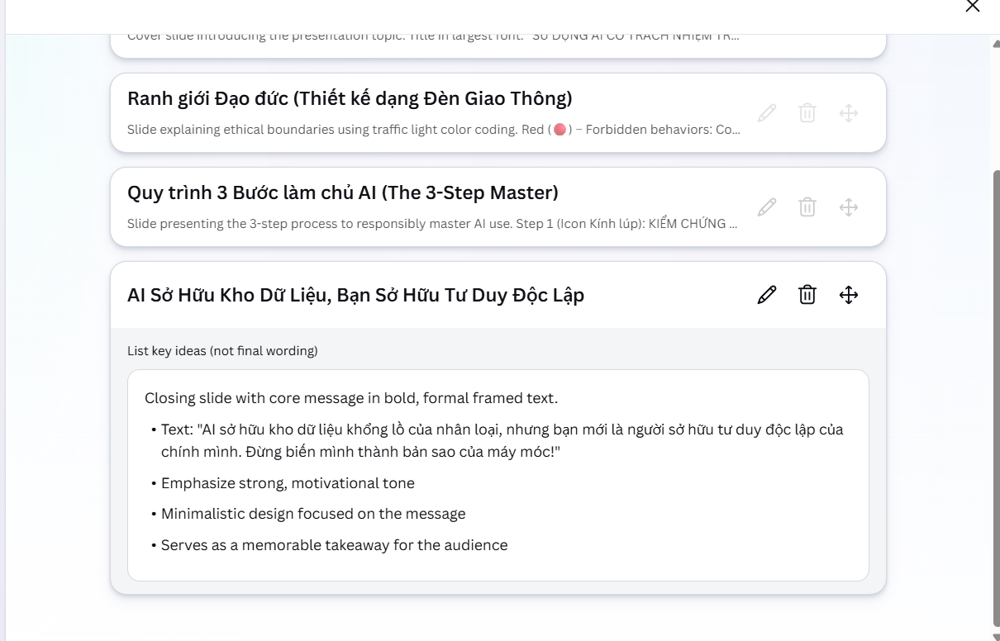 Cover slide introducing the presentation topic. Title in largest font: "SỬ DỤNG AI CÓ TRÁCH NHIỆM TR...
Ranh giới Đạo đức (Thiết kế dạng Đèn Giao Thông)
Slide explaining ethical boundaries using traffic light color coding. Red (🔴) – Forbidden behaviors: Co...
Quy trình 3 Bước làm chủ AI (The 3-Step Master)
Slide presenting the 3-step process to responsibly master AI use. Step 1 (Icon Kính lúp): KIỂM CHỨNG ...
AI Sở Hữu Kho Dữ Liệu, Bạn Sở Hữu Tư Duy Độc Lập
List key ideas (not final wording)
Closing slide with core message in bold, formal framed text.
• Text: "AI sở hữu kho dữ liệu khổng lồ của nhân loại, nhưng bạn mới là người sở hữu tư duy độc lập của
chính mình. Đừng biến mình thành bản sao của máy móc!"
• Emphasize strong, motivational tone
• Minimalistic design focused on the message
• Serves as a memorable takeaway for the audience